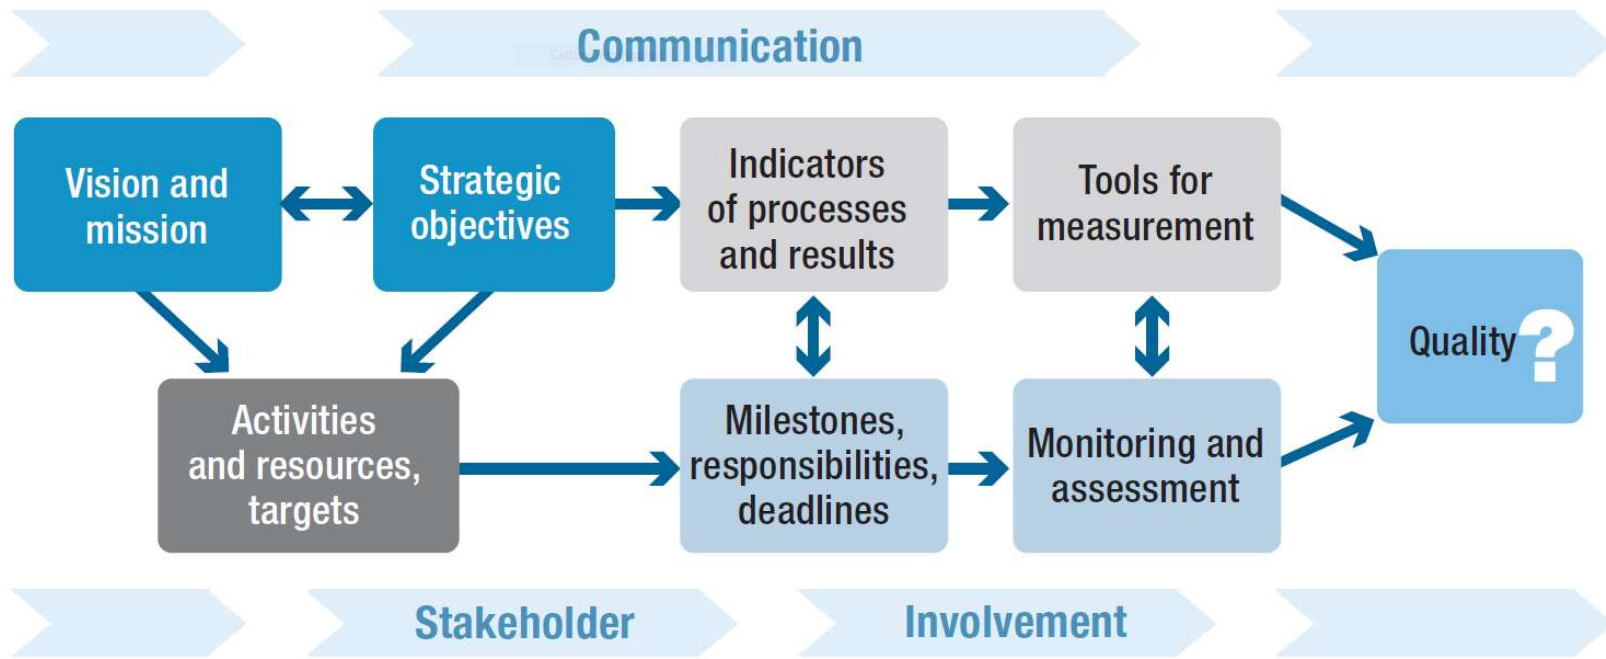 Communication
Vision and
mission
Strategic
objectives
Indicators
of processes
and results
Tools for
measurement
Quality?
Activities
and resources,
targets
Milestones,
responsibilities,
deadlines
Monitoring and
assessment
Stakeholder
Involvement